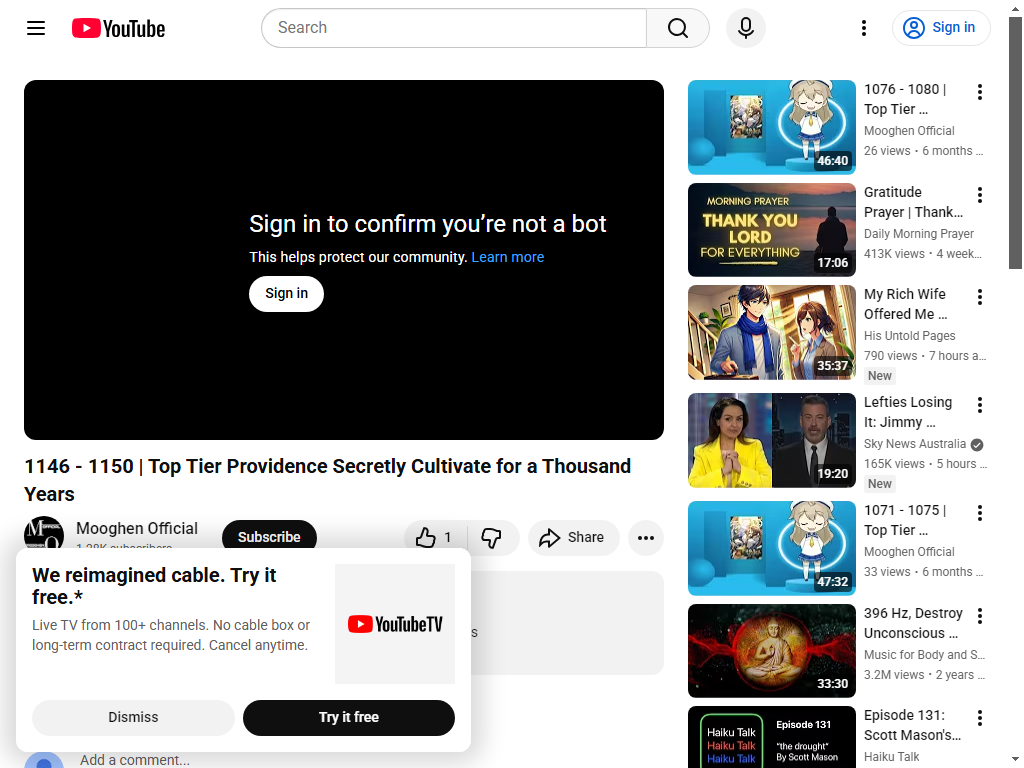 YouTube
Search
Sign in
Sign in to confirm you're not a bot
This helps protect our community. Learn more
Sign in
1146 - 1150 | Top Tier Providence Secretly Cultivate for a Thousand
Years
Mooghen Official
Subscribe
1
Share
We reimagined cable. Try it
free.*
Live TV from 100+ channels. No cable box or
long-term contract required. Cancel anytime.
YouTubeTV
Dismiss
Try it free
Add a comment...
46:40
1076 - 1080 |
Top Tier ...
Mooghen Official
26 views • 6 months ...
MORNING PRAYER
THANK YOU
LORD
FOR EVERYTHING
17:06
Gratitude
Prayer | Thank...
Daily Morning Prayer
413K views • 4 week...
35:37
My Rich Wife
Offered Me ...
His Untold Pages
790 views • 7 hours a...
New
19:20
Lefties Losing
It: Jimmy ...
Sky News Australia
165K views • 5 hours ...
New
47:32
1071 - 1075 |
Top Tier ...
Mooghen Official
33 views • 6 months ...
33:30
396 Hz, Destroy
Unconscious ...
Music for Body and S...
3.2M views • 2 years ...
Haiku Talk
Haiku Talk
Haiku Talk
Episode 131
"the drought"
By Scott Mason
Episode 131:
Scott Mason's...
Haiku Talk